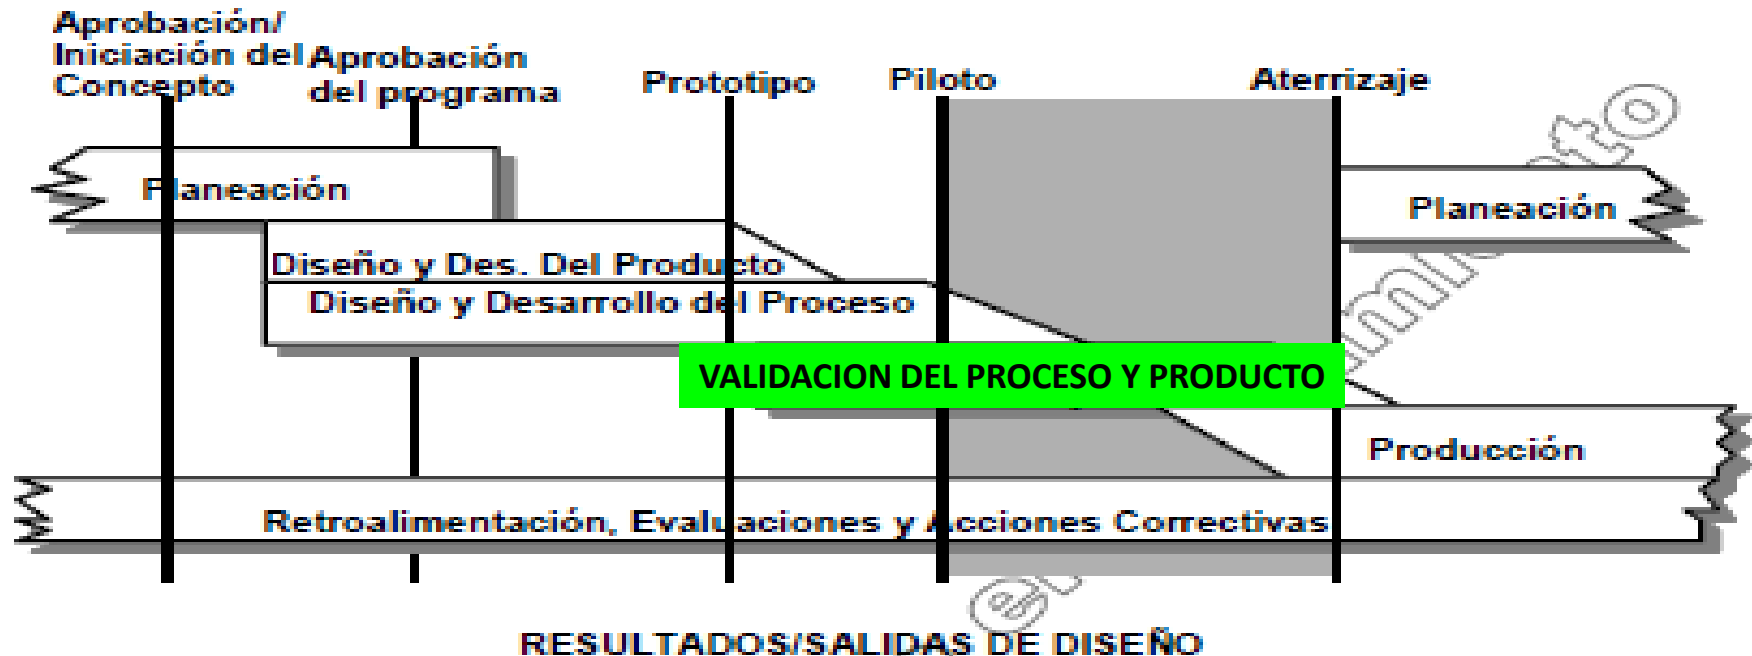 Aprobación/
Iniciación del
Concepto
Aprobación
del programa
Prototipo
Piloto
Aterrizaje
Planeación
Planeación
Diseño y Des. Del Producto
Diseño y Desarrollo del Proceso
VALIDACION DEL PROCESO Y PRODUCTO
Producción
Retroalimentación, Evaluaciones y Acciones Correctivas
RESULTADOS/SALIDAS DE DISEÑO